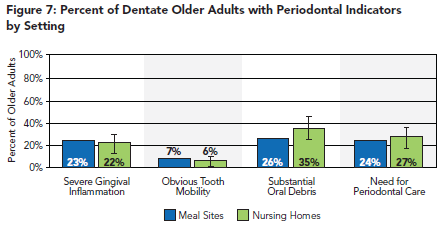 Figure 7: Percent of Dentate Older Adults with Periodontal Indicators
by Setting
Percent of Older Adults
100%
80%
60%
40%
20%
0%
23% 22% 7% 6% 26% 35% 24% 27%
Severe Gingival
Inflammation
Obvious Tooth
Mobility
Substantial
Oral Debris
Need for
Periodontal Care
Meal Sites Nursing Homes